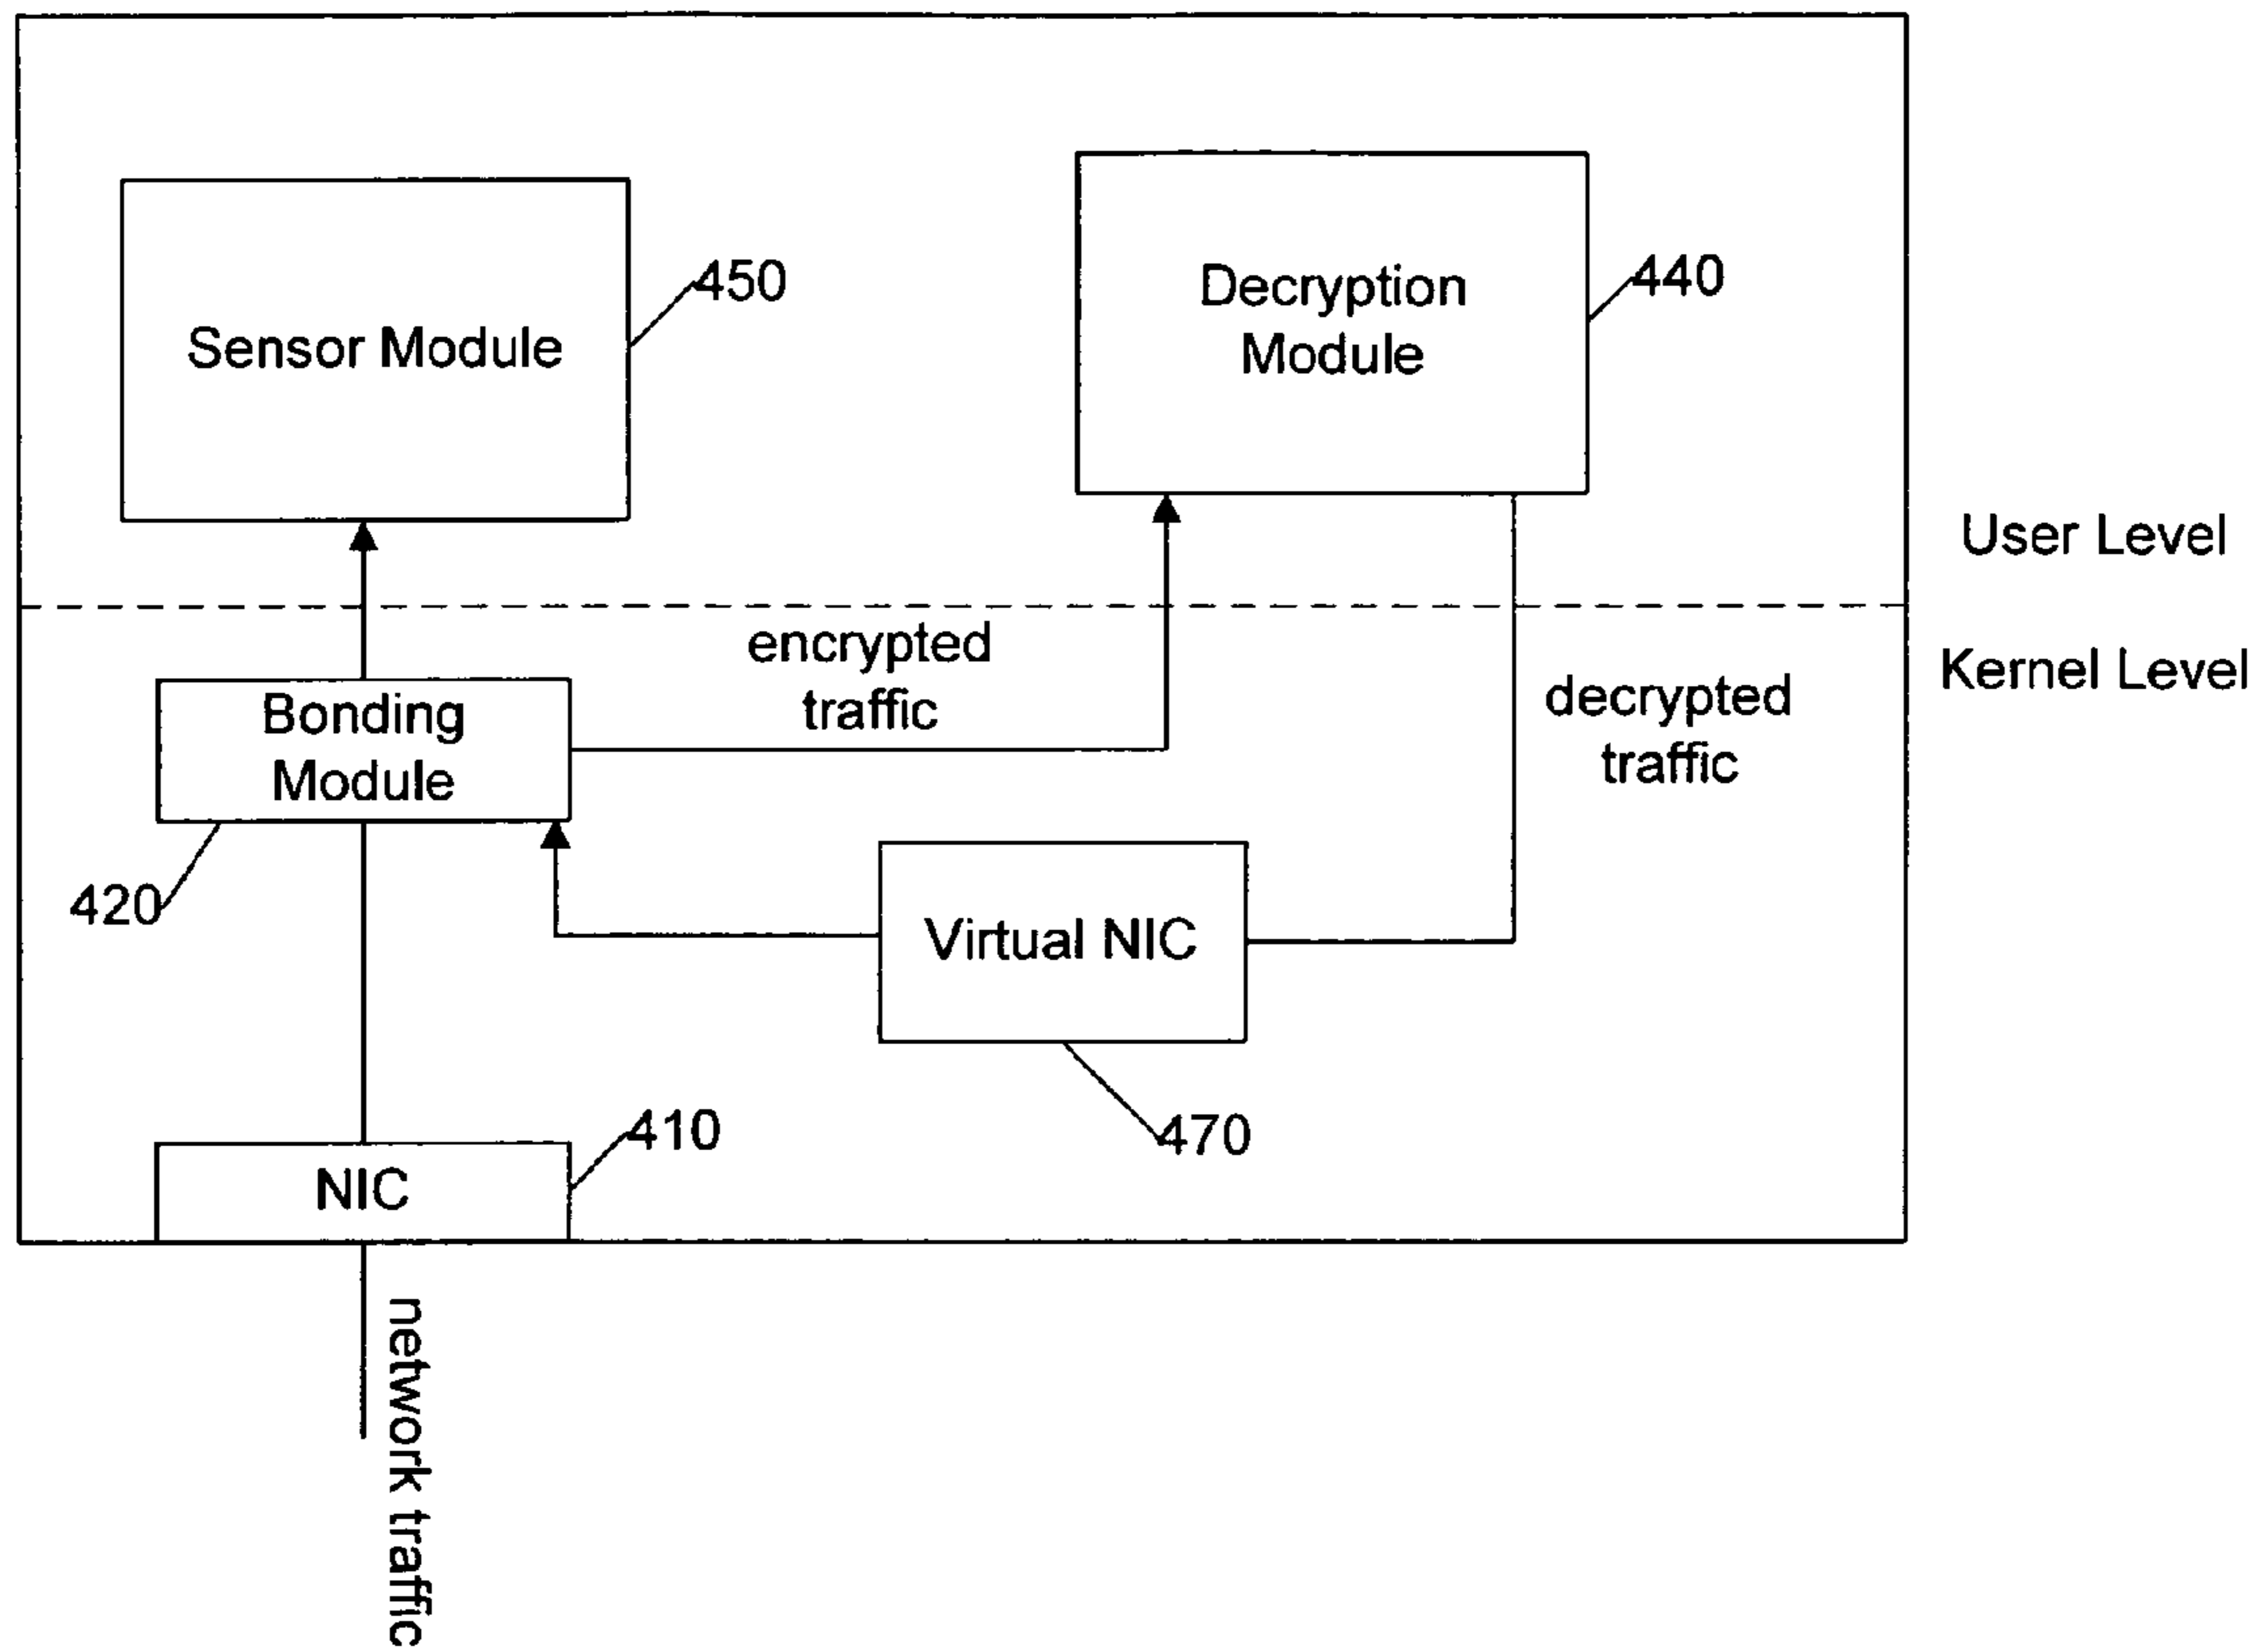 450
Sensor Module
Decryption
Module
440
User Level
Kernel Level
encrypted
traffic
decrypted
traffic
Bonding
Module
420
Virtual NIC
470
410
NIC
network traffic